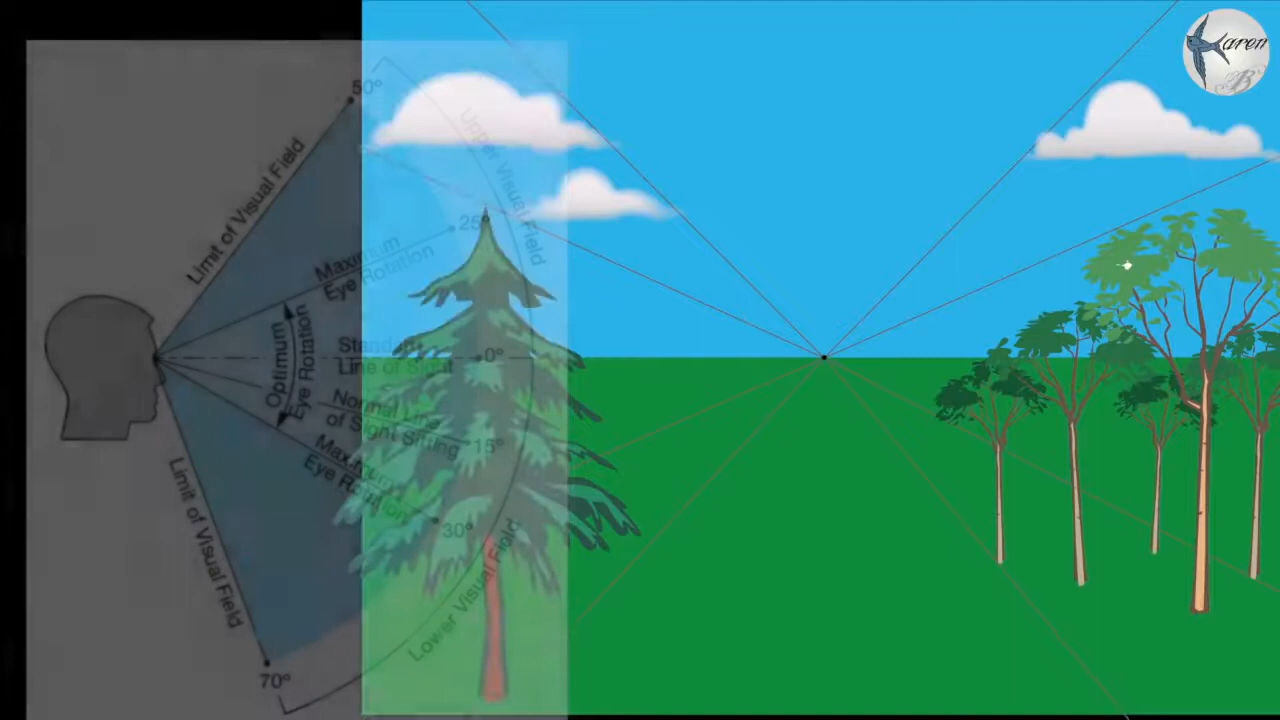 50°
Limit of Visual Field
Upper Visual Field
25°
Maximum
Eye Rotation
Optimum
Eye Rotation
Standard
Line of Sight
0°
Normal Line
of Sight Sitting
15°
Maximum
Eye Rotation
30°
Limit of Visual Field
Lower Visual Field
70°
Karen
B